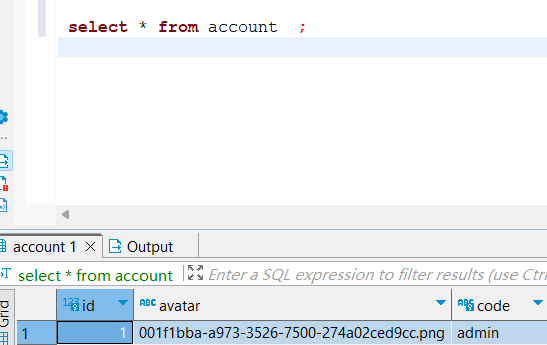 select * from account  ;
account 1
Output
select * from account
Enter a SQL expression to filter results (use Ctrl
Grid
123 id
ABC avatar
ABC code
1
1
001f1bba-a973-3526-7500-274a02ced9cc.png
admin